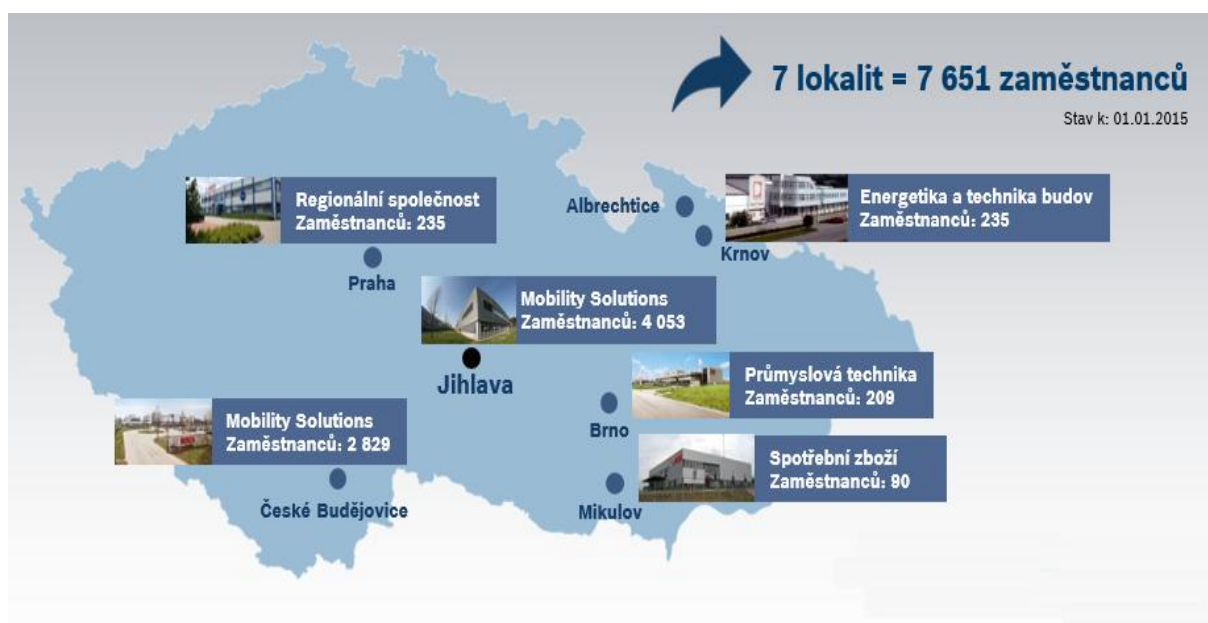 7 lokalit = 7 651 zaměstnanců
Stav k: 01.01.2015
Regionální společnost
Zaměstnanců: 235
Praha
Albrechtice
Krnov
Energetika a technika budov
Zaměstnanců: 235
Mobility Solutions
Zaměstnanců: 4 053
Jihlava
Průmyslová technika
Zaměstnanců: 209
Brno
Mobility Solutions
Zaměstnanců: 2 829
České Budějovice
Spotřební zboží
Zaměstnanců: 90
Mikulov